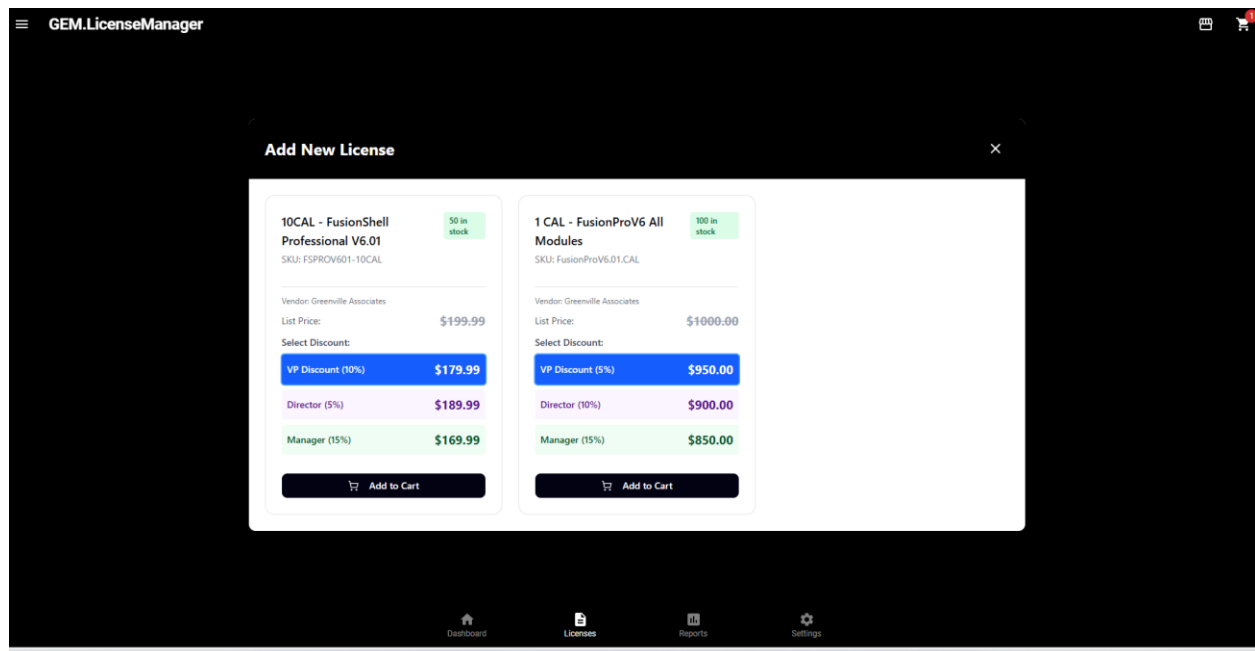 GEM.LicenseManager
1
Add New License
10CAL - FusionShell
Professional V6.01
50 in
stock
SKU: FSPROV601-10CAL
Vendor: Greenville Associates
List Price: $199.99
Select Discount:
VP Discount (10%) $179.99
Director (5%) $189.99
Manager (15%) $169.99
Add to Cart
1 CAL - FusionProV6 All
Modules
100 in
stock
SKU: FusionProV6.01.CAL
Vendor: Greenville Associates
List Price: $1000.00
Select Discount:
VP Discount (5%) $950.00
Director (10%) $900.00
Manager (15%) $850.00
Add to Cart
Dashboard
Licenses
Reports
Settings